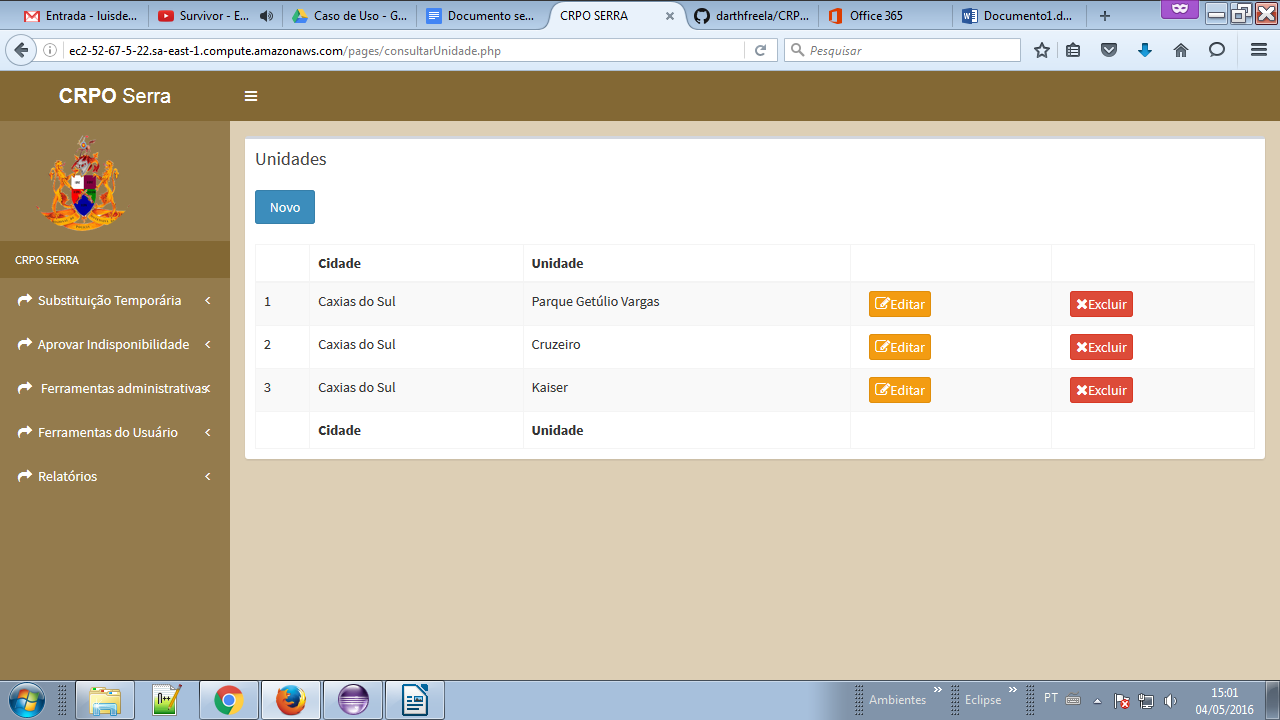 Entrada - luisde...
Survivor - E...
Caso de Uso - G...
Documento se...
CRPO SERRA
darthfreela/CRP...
Office 365
Documento1.d...
ec2-52-67-5-22.sa-east-1.compute.amazonaws.com/pages/consultarUnidade.php
Pesquisar
CRPO Serra
Unidades
Novo
CRPO SERRA
Substituição Temporária
Aprovar Indisponibilidade
Ferramentas administrativas
Ferramentas do Usuário
Relatórios
Cidade Unidade
1 Caxias do Sul Parque Getúlio Vargas Editar Excluir
2 Caxias do Sul Cruzeiro Editar Excluir
3 Caxias do Sul Kaiser Editar Excluir
Cidade Unidade
Ambientes
Eclipse
PT
15:01
04/05/2016